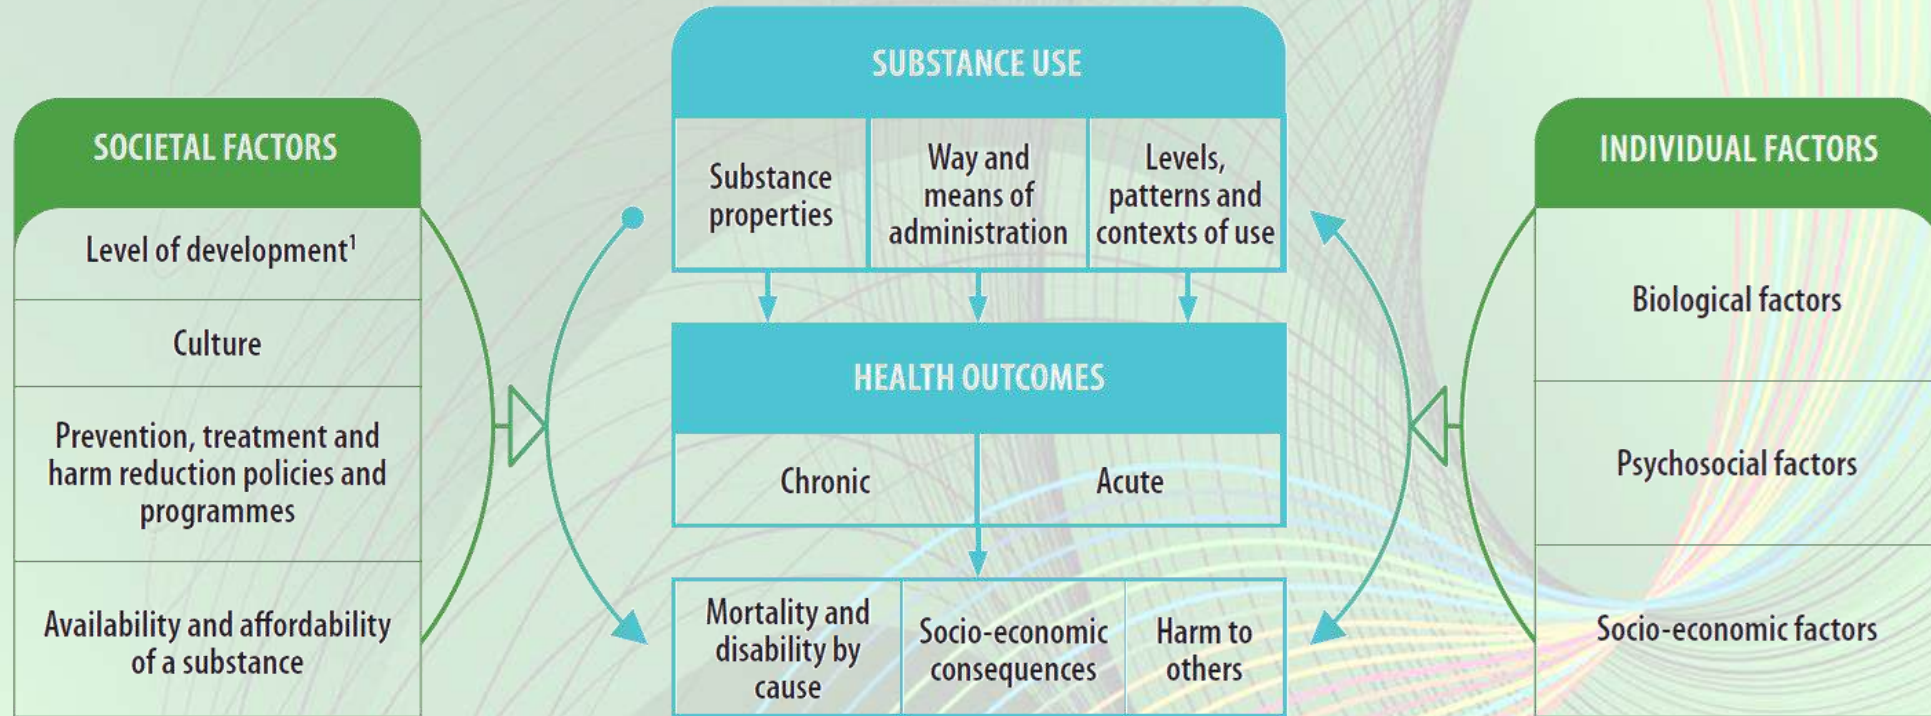 SOCIETAL FACTORS
Level of development¹
Culture
Prevention, treatment and
harm reduction policies and
programmes
Availability and affordability
of a substance
SUBSTANCE USE
Substance
properties
Way and
means of
administration
Levels,
patterns and
contexts of use
HEALTH OUTCOMES
Chronic
Acute
Mortality and
disability by
cause
Socio-economic
consequences
Harm to
others
INDIVIDUAL FACTORS
Biological factors
Psychosocial factors
Socio-economic factors